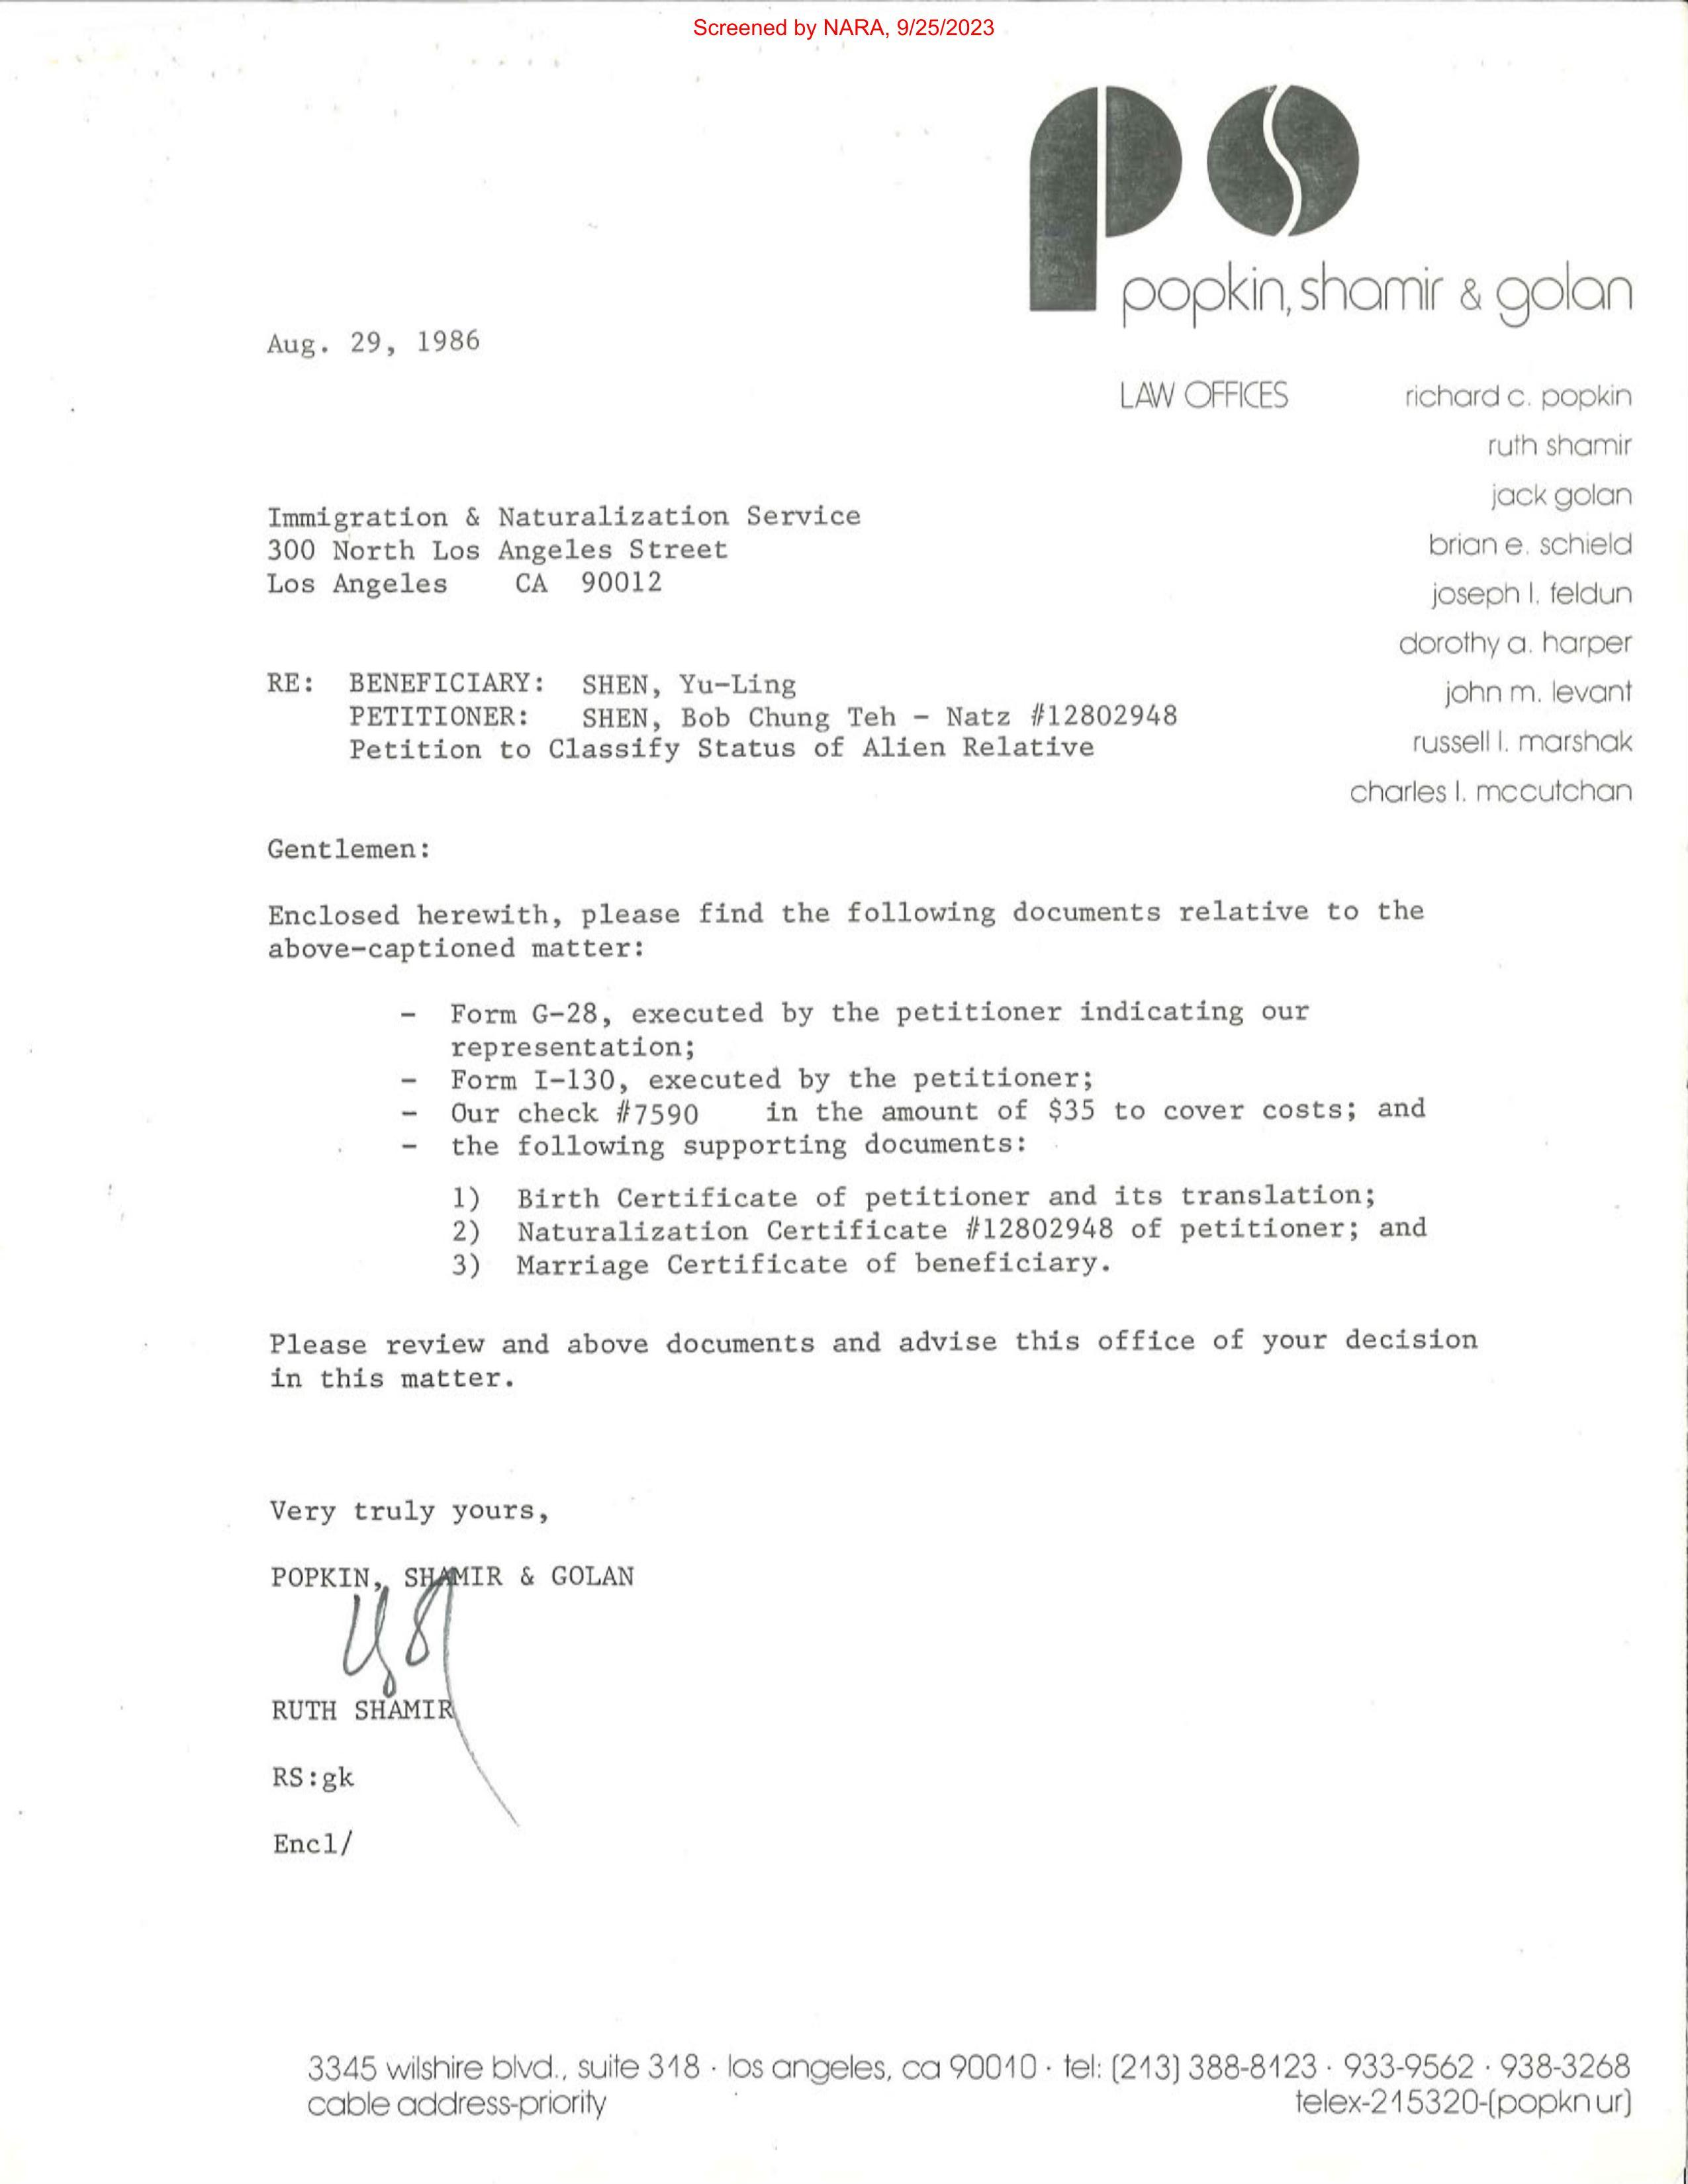 Screened by NARA, 9/25/2023
popkin, shamir & golan
Aug. 29, 1986
LAW OFFICES
richard c. popkin
ruth shamir
jack golan
brian e. schield
joseph l. feldun
dorothy a. harper
john m. levant
russell l. marshak
charles l. mccutchan
Immigration & Naturalization Service
300 North Los Angeles Street
Los Angeles CA 90012
RE: BENEFICIARY: SHEN, Yu-Ling
PETITIONER: SHEN, Bob Chung Teh - Natz #12802948
Petition to Classify Status of Alien Relative
Gentlemen:
Enclosed herewith, please find the following documents relative to the
above-captioned matter:
- Form G-28, executed by the petitioner indicating our
representation;
- Form I-130, executed by the petitioner;
- Our check #7590 in the amount of $35 to cover costs; and
- the following supporting documents:
1) Birth Certificate of petitioner and its translation;
2) Naturalization Certificate #12802948 of petitioner; and
3) Marriage Certificate of beneficiary.
Please review and above documents and advise this office of your decision
in this matter.
Very truly yours,
POPKIN, SHAMIR & GOLAN
RUTH SHAMIR
RS:gk
Encl/
3345 wilshire blvd., suite 318 · los angeles, ca 90010 · tel: (213) 388-8123 · 933-9562 · 938-3268
cable address-priority telex-215320-(popkn ur)